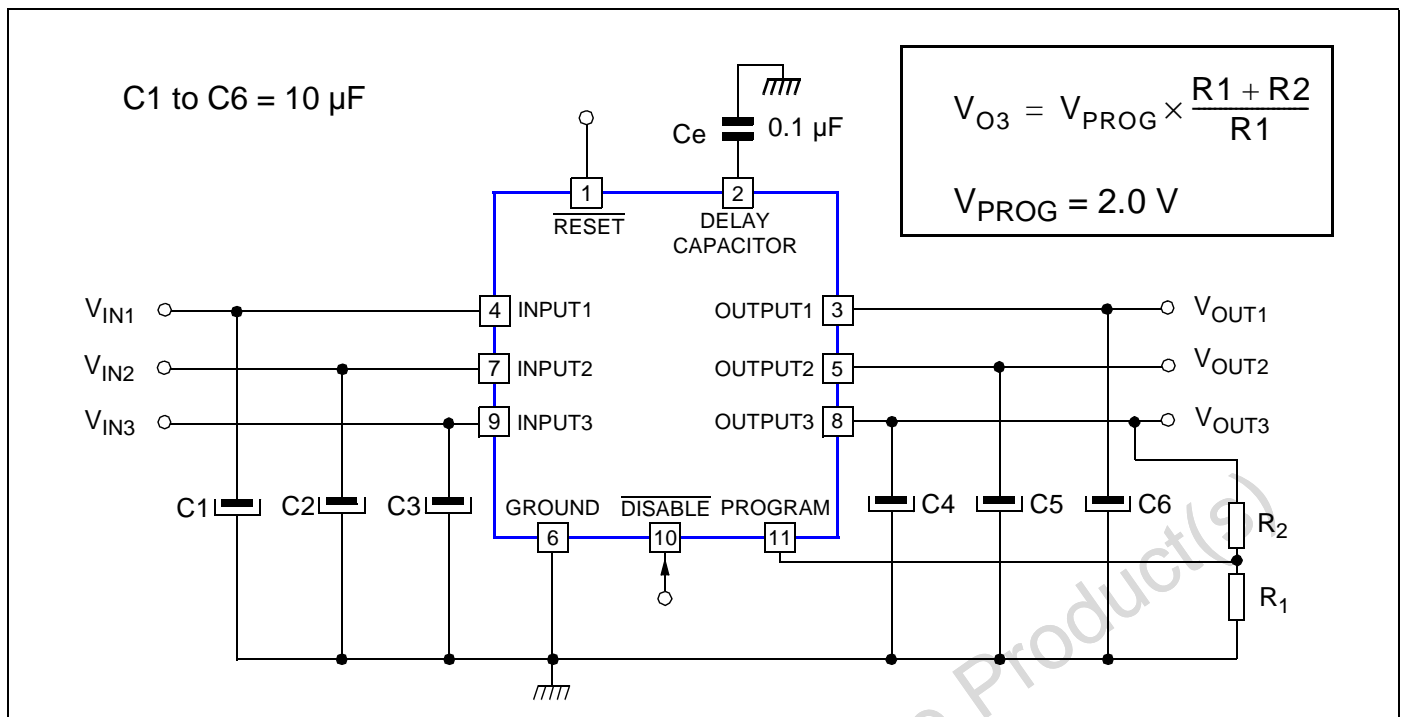 C1 to C6 = 10 µF
Ce
0.1 µF
V_O3 = V_PROG × (R1 + R2) / R1
V_PROG = 2.0 V
1
2
RESET
DELAY
CAPACITOR
V_IN1
4
INPUT1
OUTPUT1
3
V_OUT1
V_IN2
7
INPUT2
OUTPUT2
5
V_OUT2
V_IN3
9
INPUT3
OUTPUT3
8
V_OUT3
C1
C2
C3
GROUND
DISABLE
PROGRAM
C4
C5
C6
R_2
6
10
11
R_1
Product(s)